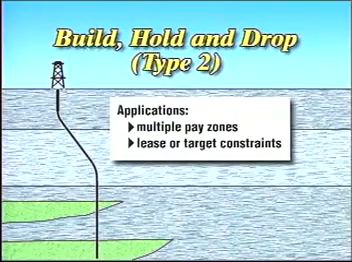 Build, Hold and Drop
(Type 2)
Applications:
multiple pay zones
lease or target constraints